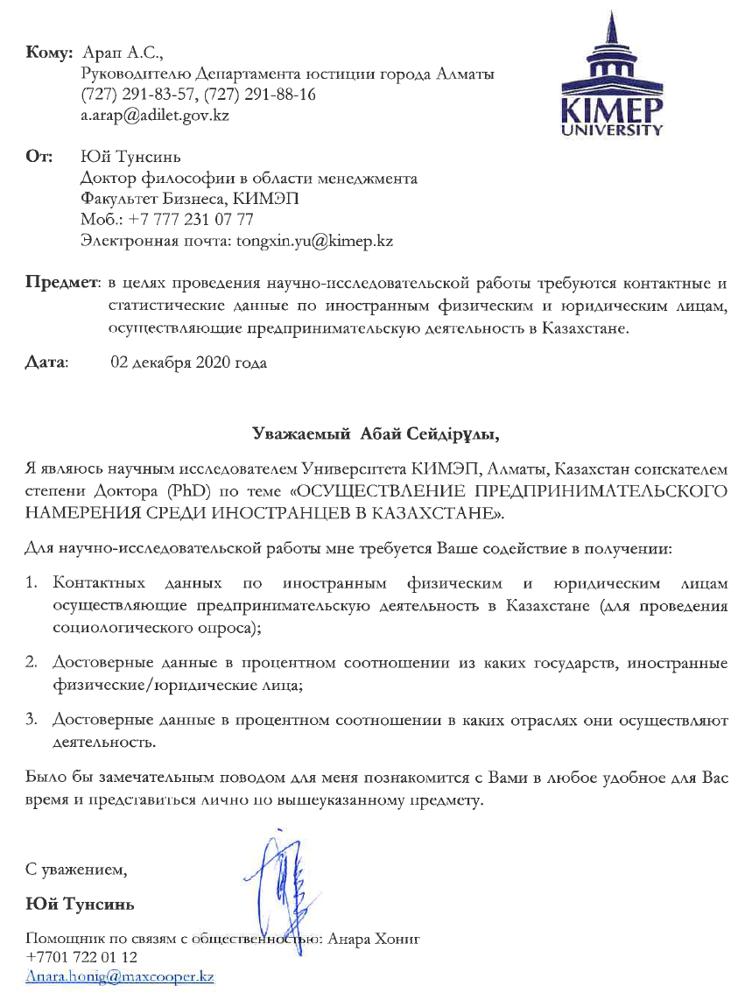 KIMEP
UNIVERSITY
Кому: Арап А.С.,
Руководителю Департамента юстиции города Алматы
(727) 291-83-57, (727) 291-88-16
a.arap@adilet.gov.kz
От: Юй Тунсинь
Доктор философии в области менеджмента
Факультет Бизнеса, КИМЭП
Моб.: +7 777 231 07 77
Электронная почта: tongxin.yu@kimep.kz
Предмет: в целях проведения научно-исследовательской работы требуются контактные и
статистические данные по иностранным физическим и юридическим лицам,
осуществляющие предпринимательскую деятельность в Казахстане.
Дата: 02 декабря 2020 года
Уважаемый Абай Сейдірұлы,
Я являюсь научным исследователем Университета КИМЭП, Алматы, Казахстан соискателем
степени Доктора (PhD) по теме «ОСУЩЕСТВЛЕНИЕ ПРЕДПРИНИМАТЕЛЬСКОГО
НАМЕРЕНИЯ СРЕДИ ИНОСТРАНЦЕВ В КАЗАХСТАНЕ».
Для научно-исследовательской работы мне требуется Ваше содействие в получении:
1. Контактных данных по иностранным физическим и юридическим лицам
осуществляющие предпринимательскую деятельность в Казахстане (для проведения
социологического опроса);
2. Достоверные данные в процентном соотношении из каких государств, иностранные
физические/юридические лица;
3. Достоверные данные в процентном соотношении в каких отраслях они осуществляют
деятельность.
Было бы замечательным поводом для меня познакомится с Вами в любое удобное для Вас
время и представиться лично по вышеуказанному предмету.
С уважением,
Юй Тунсинь
Помощник по связям с общественностью: Анара Хониг
+7701 722 01 12
Anara.honig@maxcooper.kz